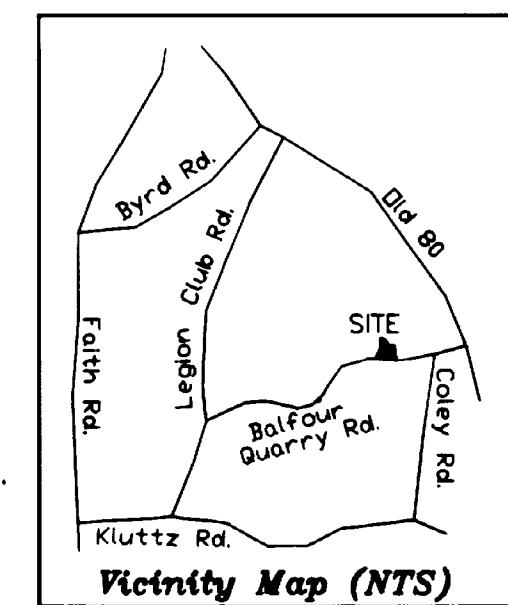 Byrd Rd.
Old 80
Legion Club Rd.
SITE
Faith Rd.
Coley Rd.
Balfour
Quarry Rd.
Kluttz Rd.
Vicinity Map (NTS)